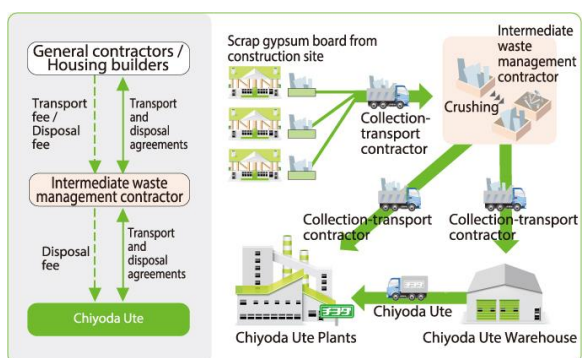 General contractors /
Housing builders
Transport
fee /
Disposal
fee
Transport
and
disposal
agreements
Intermediate waste
management contractor
Disposal
fee
Transport
and
disposal
agreements
Chiyoda Ute
Scrap gypsum board from
construction site
Collection-
transport
contractor
Intermediate
waste
management
contractor
Crushing
Collection-transport
contractor
Collection-transport
contractor
Chiyoda Ute
Chiyoda Ute Plants
Chiyoda Ute Warehouse